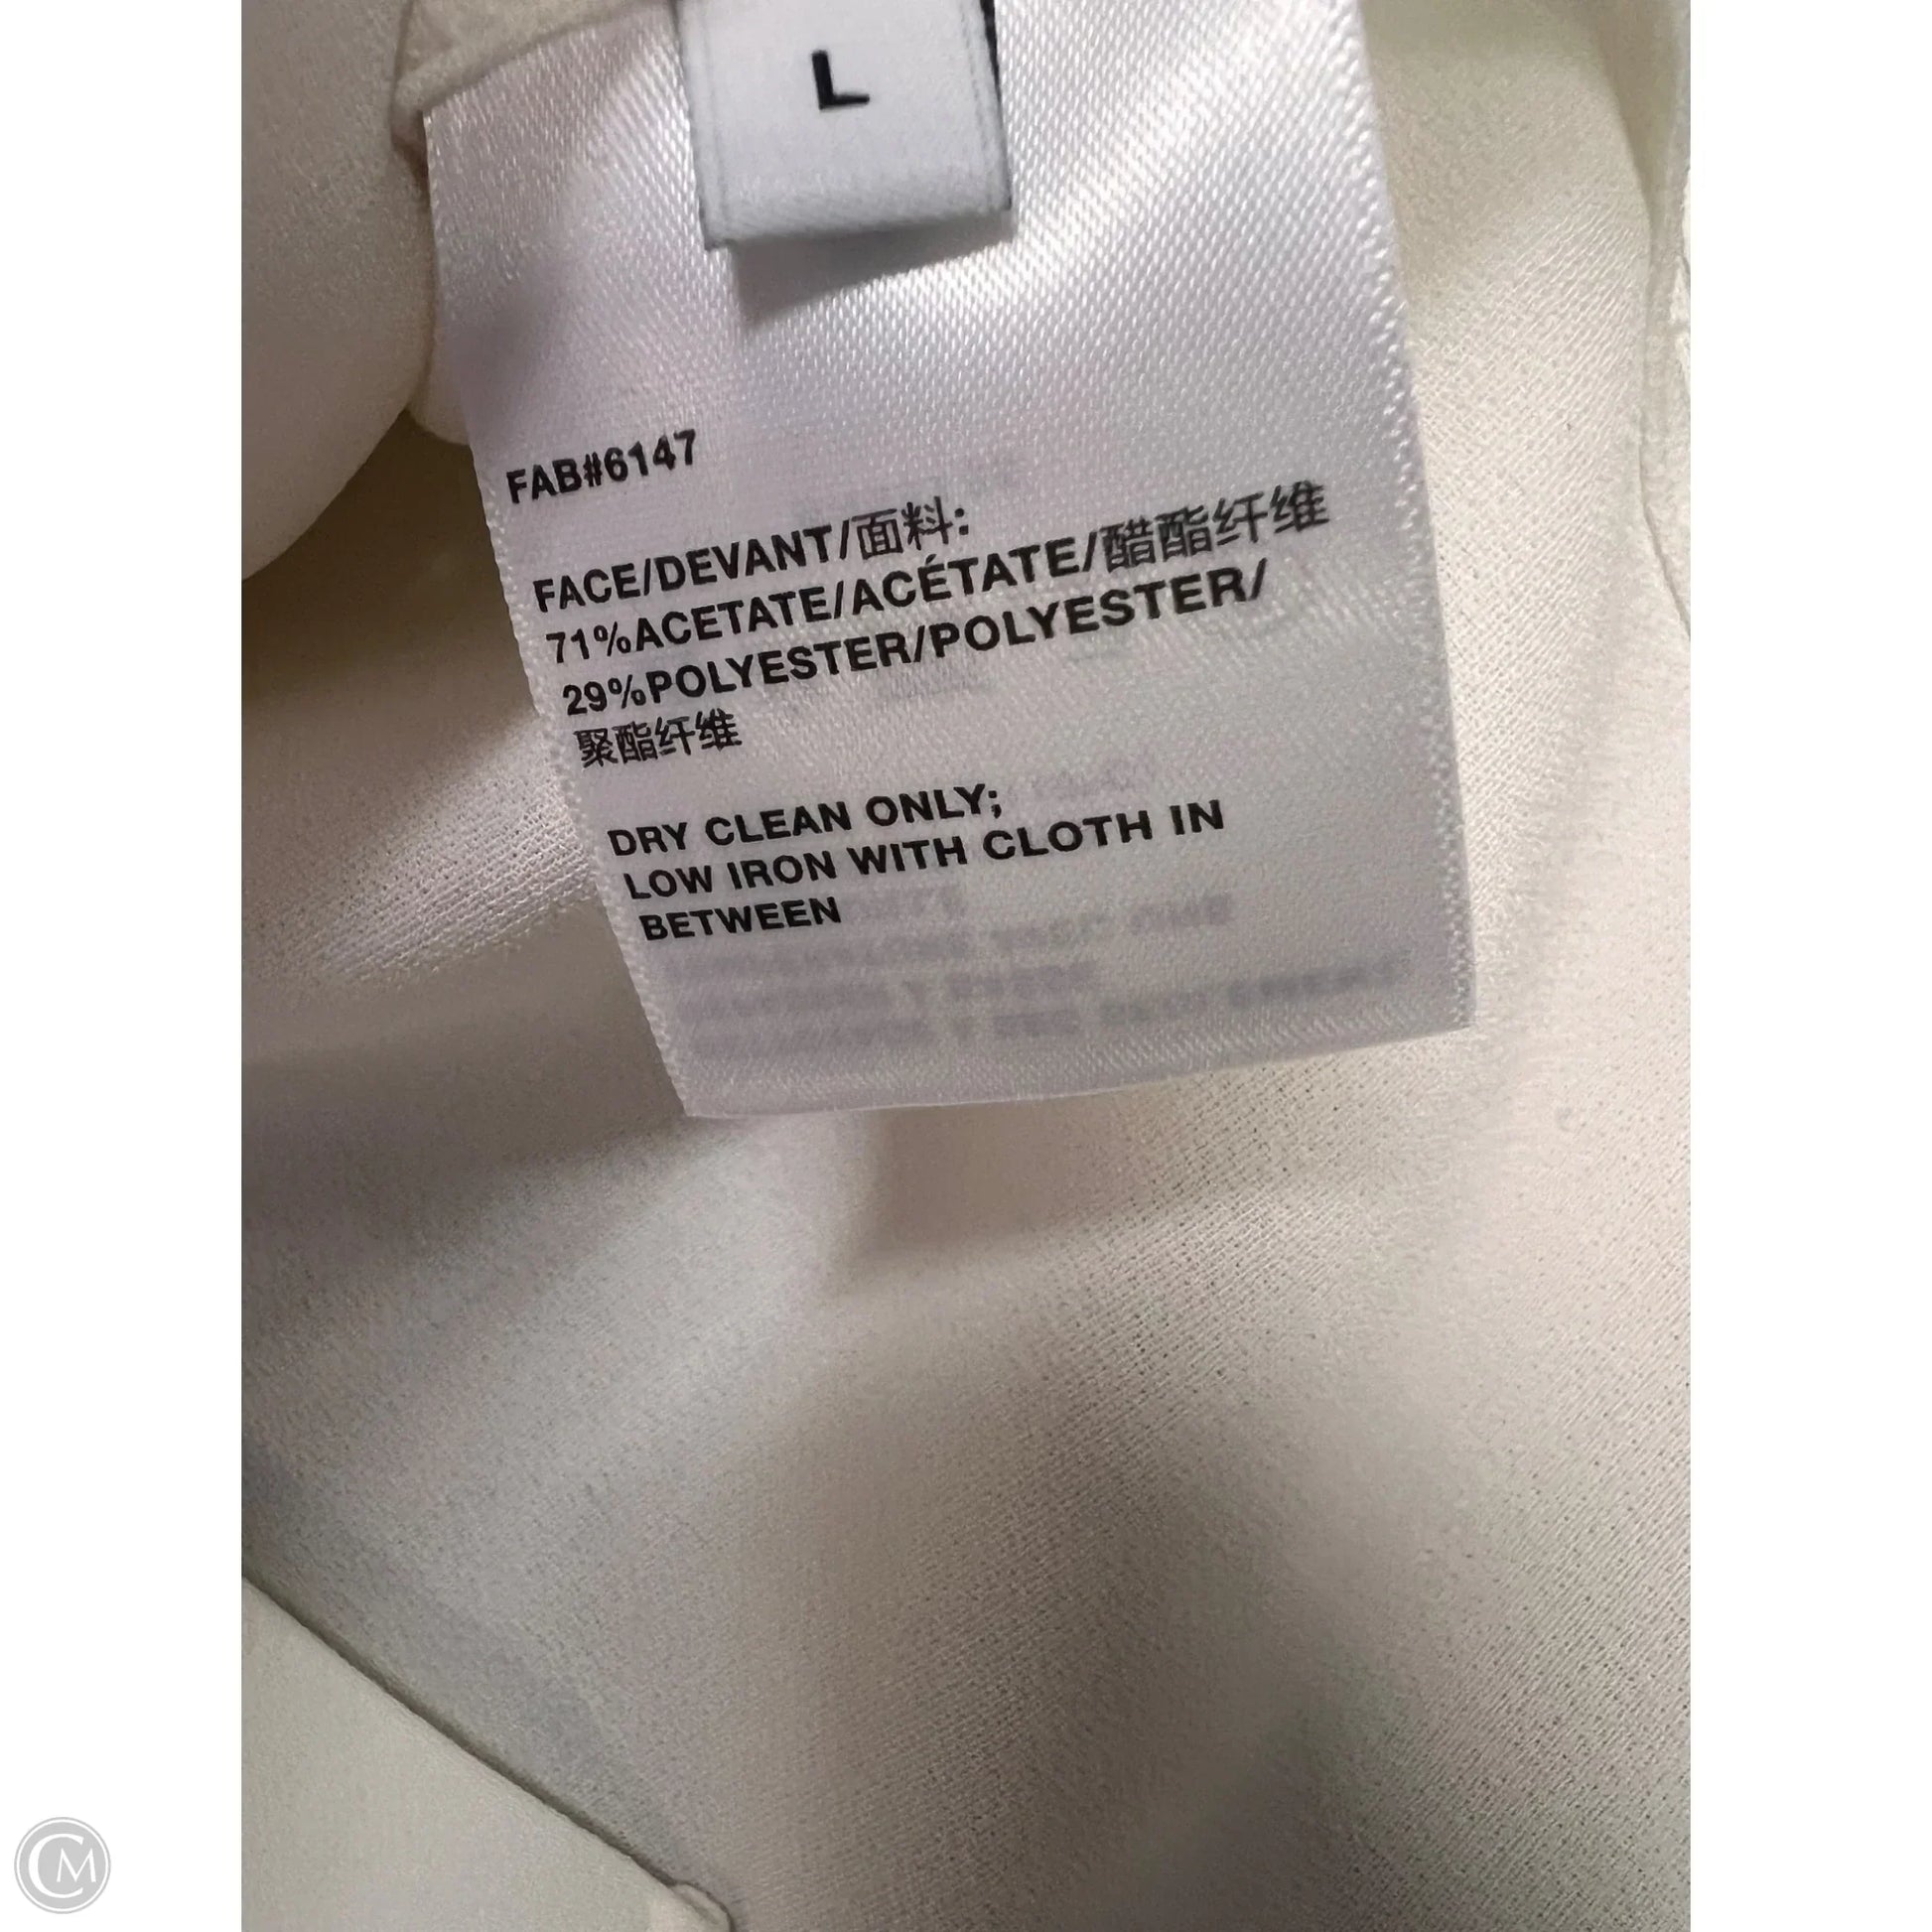 L
FAB#6147
FACE/DEVANT/面料:
71%ACETATE/ACÉTATE/醋酯纤维
29%POLYESTER/POLYESTER/
聚酯纤维
DRY CLEAN ONLY;
LOW IRON WITH CLOTH IN
BETWEEN
CM